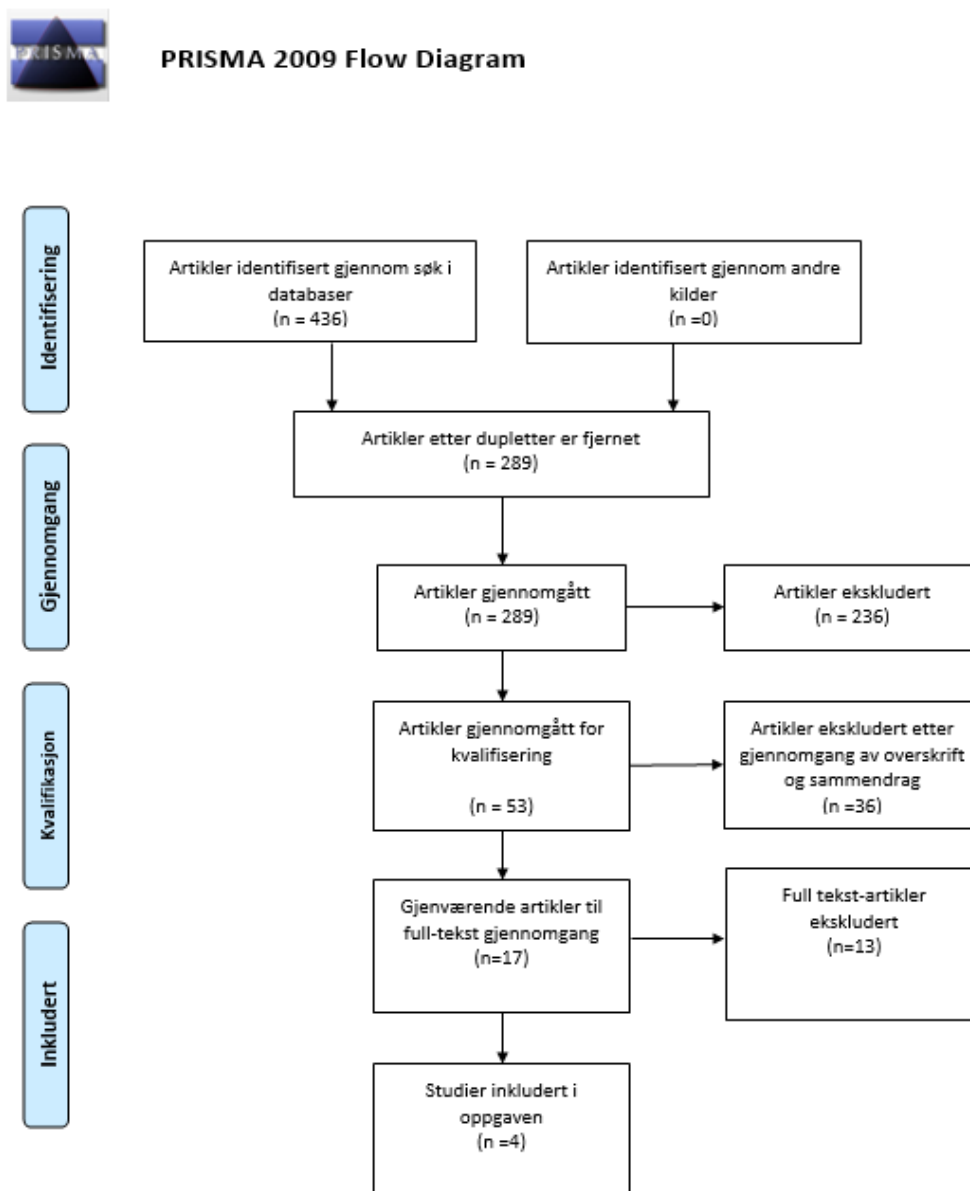 PRISMA
PRISMA 2009 Flow Diagram
Identifisering
Artikler identifisert gjennom søk i
databaser
(n = 436)
Artikler identifisert gjennom andre
kilder
(n =0)
Artikler etter dupletter er fjernet
(n = 289)
Gjennomgang
Artikler gjennomgått
(n = 289)
Artikler ekskludert
(n = 236)
Kvalifikasjon
Artikler gjennomgått for
kvalifisering
(n = 53)
Artikler ekskludert etter
gjennomgang av overskrift
og sammendrag
(n =36)
Gjenværende artikler til
full-tekst gjennomgang
(n=17)
Full tekst-artikler
ekskludert
(n=13)
Inkludert
Studier inkludert i
oppgaven
(n =4)